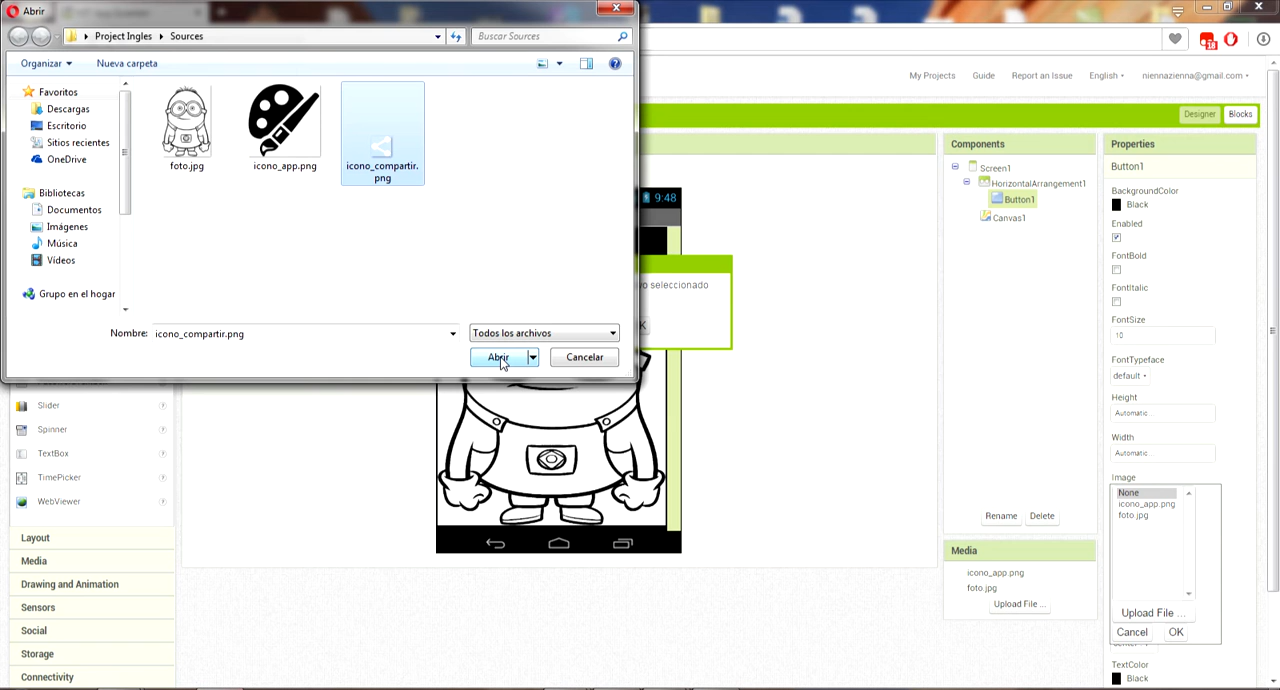 Abrir
Project Ingles ▸ Sources
Buscar Sources
Organizar
Nueva carpeta
Favoritos
Descargas
Escritorio
Sitios recientes
OneDrive
Bibliotecas
Documentos
Imágenes
Música
Vídeos
Grupo en el hogar
foto.jpg
icono_app.png
icono_compartir.
png
Nombre:
icono_compartir.png
Todos los archivos
Abrir
Cancelar
18
My Projects
Guide
Report an Issue
English
niennazienna@gmail.com
Designer
Blocks
Slider
Spinner
TextBox
TimePicker
WebViewer
Layout
Media
Drawing and Animation
Sensors
Social
Storage
Connectivity
9:48
vo seleccionado
K
Components
Screen1
HorizontalArrangement1
Button1
Canvas1
Rename
Delete
Media
icono_app.png
foto.jpg
Upload File ...
Properties
Button1
BackgroundColor
Black
Enabled
FontBold
FontItalic
FontSize
10
FontTypeface
default
Height
Automatic...
Width
Automatic...
Image
None
icono_app.png
foto.jpg
Upload File ...
Cancel
OK
TextColor
Black